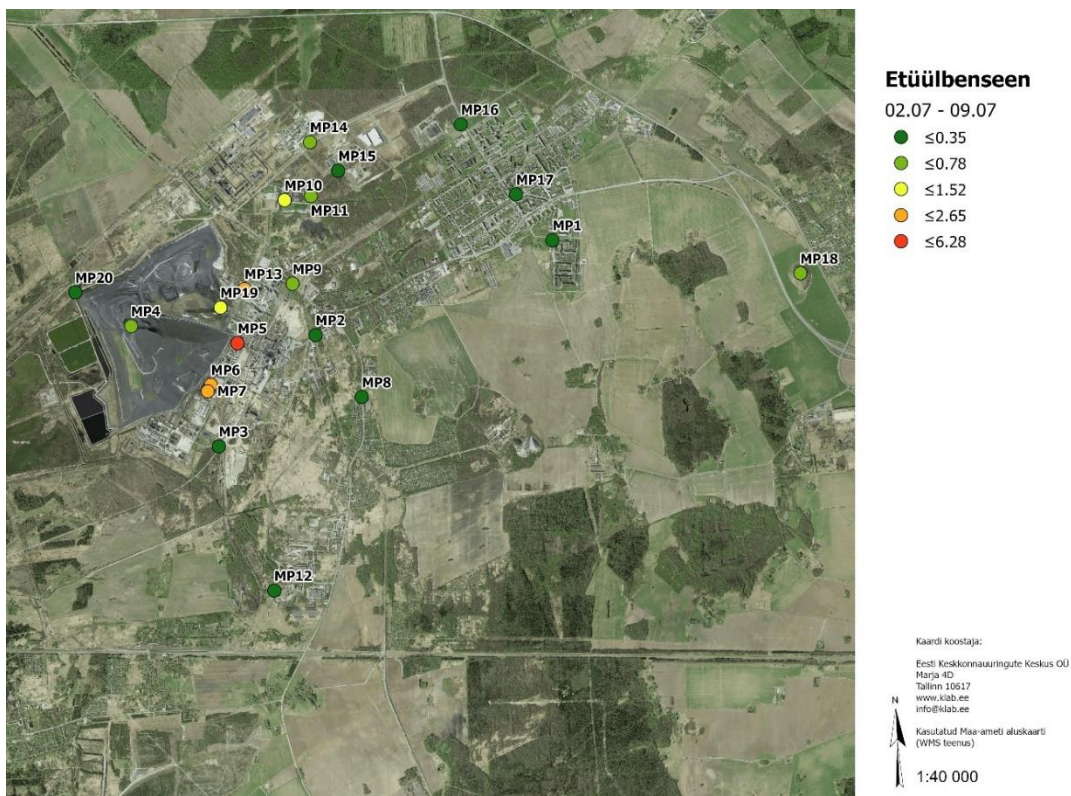 Etüülbenseen
02.07 - 09.07
≤0.35
≤0.78
≤1.52
≤2.65
≤6.28
MP16
MP14
MP15
MP10
MP11
MP17
MP1
MP18
MP20
MP13
MP9
MP19
MP4
MP5
MP2
MP6
MP7
MP8
MP3
MP12
Kaardi koostaja:
Eesti Keskkonnauuringute Keskus OÜ
Marja 4D
Tallinn 10617
www.klab.ee
info@klab.ee
N
Kasutatud Maa-ameti aluskaarti
(WMS teenus)
1:40 000